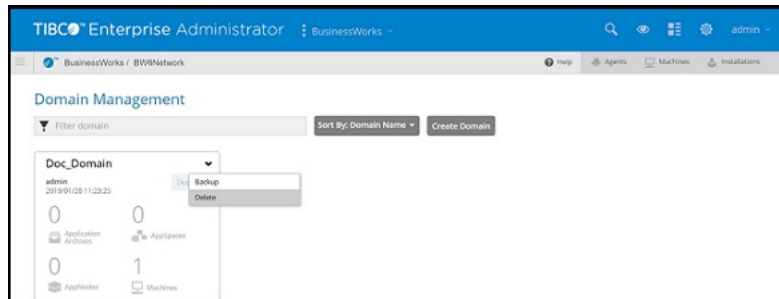 TIBCO™ Enterprise Administrator BusinessWorks admin
BusinessWorks / BW6Network Help Agents Machines Installations
Domain Management
Filter domain Sort By: Domain Name Create Domain
Doc_Domain
admin
2019/01/28 11:23:25
Backup
Delete
0 0
Application Archives AppSpaces
0 1
AppNodes Machines